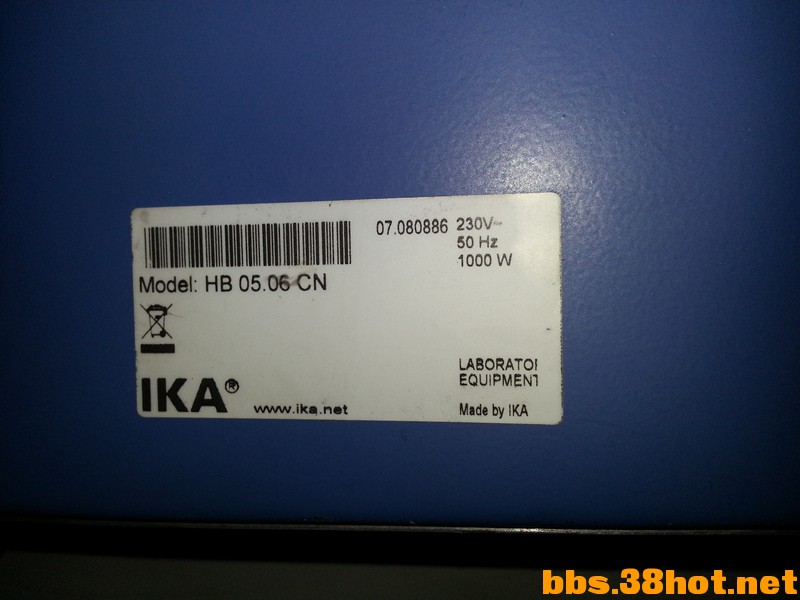 07.080886 230V~
50 Hz
1000 W
Model: HB 05.06 CN
LABORATOR
EQUIPMENT
IKA® www.ika.net Made by IKA
bbs.38hot.net